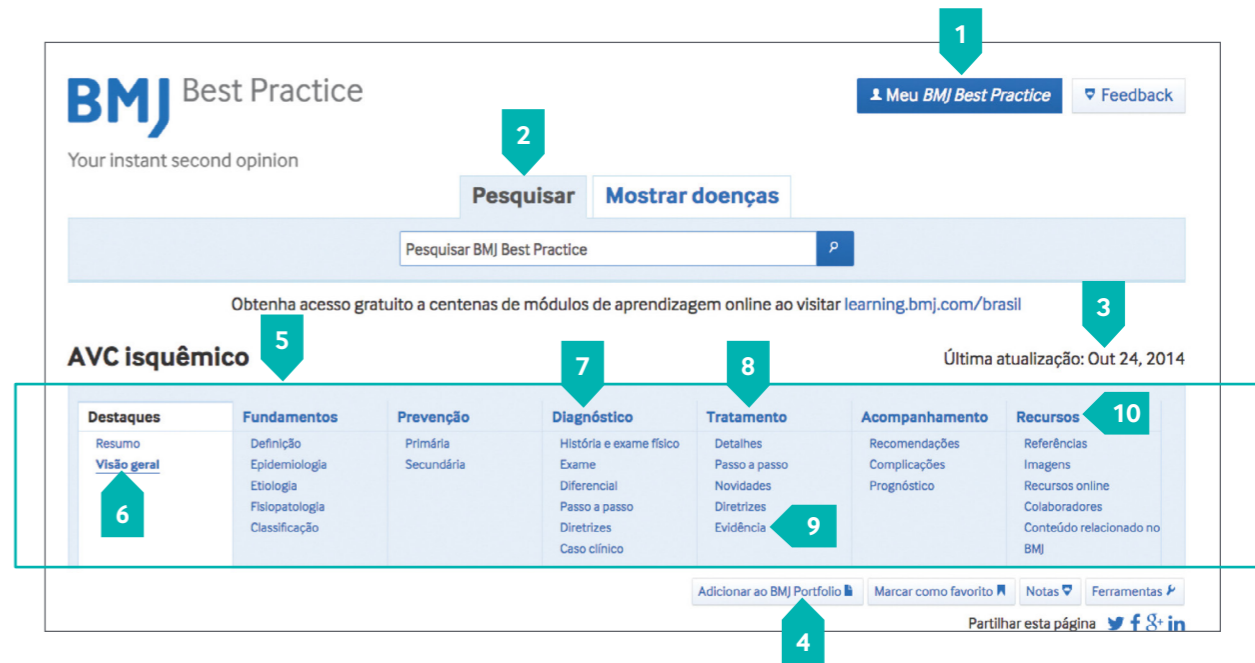 1
BMJ Best Practice
Meu BMJ Best Practice
Feedback
Your instant second opinion
2
Pesquisar
Mostrar doenças
Pesquisar BMJ Best Practice
Obtenha acesso gratuito a centenas de módulos de aprendizagem online ao visitar learning.bmj.com/brasil
3
AVC isquêmico
5
Última atualização: Out 24, 2014
7
8
Destaques
Resumo
Visão geral
6
Fundamentos
Definição
Epidemiologia
Etiologia
Fisiopatologia
Classificação
Prevenção
Primária
Secundária
Diagnóstico
História e exame físico
Exame
Diferencial
Passo a passo
Diretrizes
Caso clínico
Tratamento
Detalhes
Passo a passo
Novidades
Diretrizes
Evidência
9
Acompanhamento
Recomendações
Complicações
Prognóstico
Recursos
10
Referências
Imagens
Recursos online
Colaboradores
Conteúdo relacionado no
BMJ
Adicionar ao BMJ Portfolio
Marcar como favorito
Notas
Ferramentas
4
Partilhar esta página